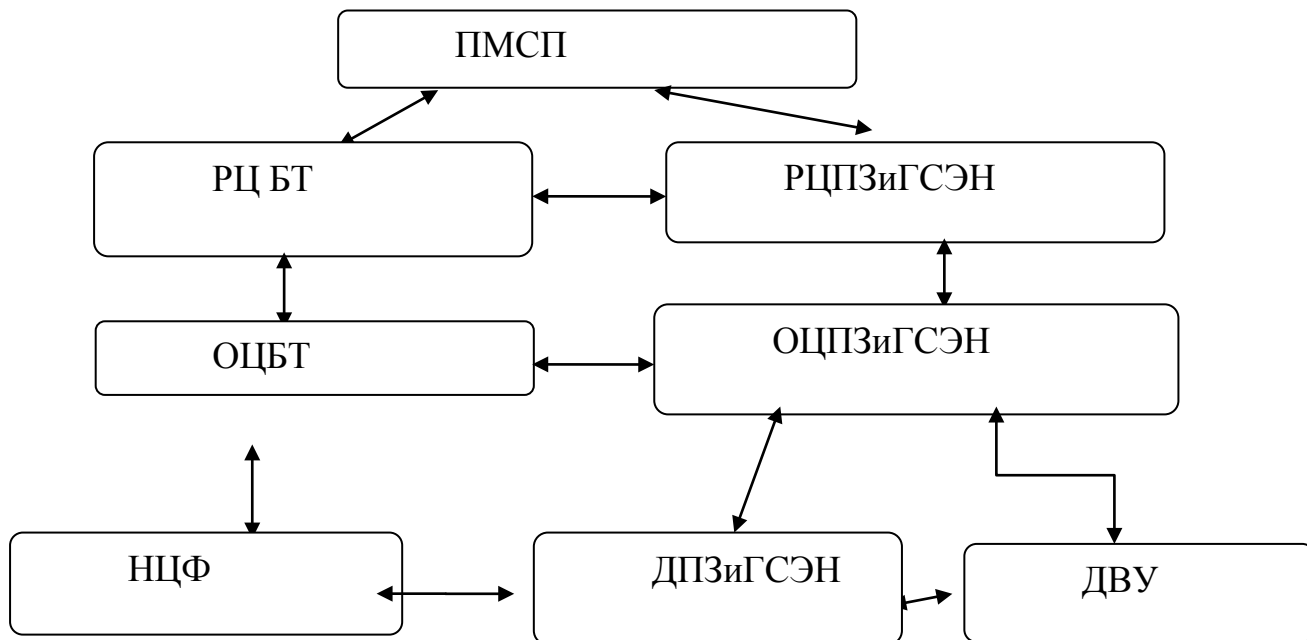 ПМСП
РЦ БТ
РЦПЗиГСЭН
ОЦБТ
ОЦПЗиГСЭН
НЦФ
ДПЗиГСЭН
ДВУ